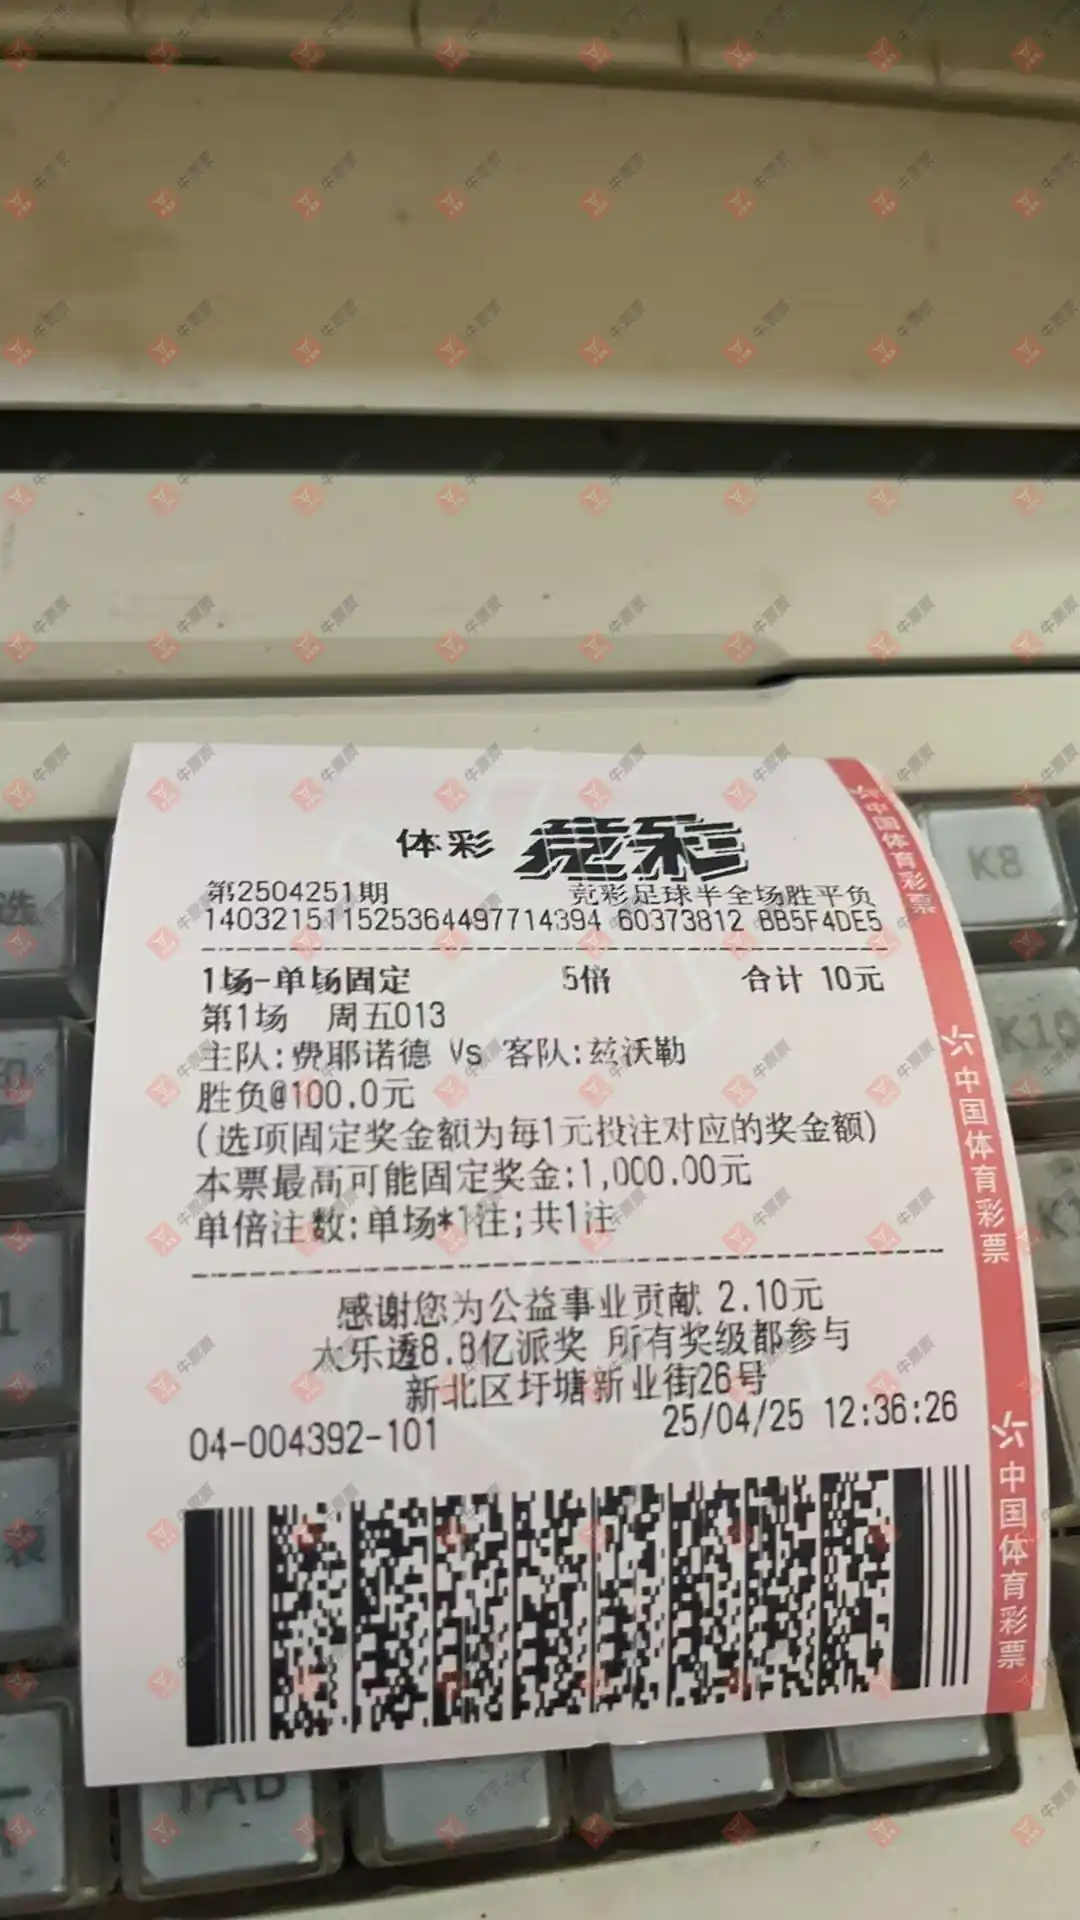 体彩 竞彩
第2504251期 竞彩足球半全场胜平负
140321511525364497714394 60373812 BB5F4DE5
1场-单场固定 5倍 合计 10元
第1场 周五013
主队:费耶诺德 Vs 客队:兹沃勒
胜负@100.0元
(选项固定奖金额为每1元投注对应的奖金额)
本票最高可能固定奖金:1,000.00元
单倍注数:单场*1注;共1注
感谢您为公益事业贡献 2.10元
大乐透8.8亿派奖 所有奖级都参与
新北区圩塘新业街26号
04-004392-101 25/04/25 12:36:26
中国体育彩票
中国体育彩票
中国体育彩票
K8
K10
选
1
TAB
牛票票